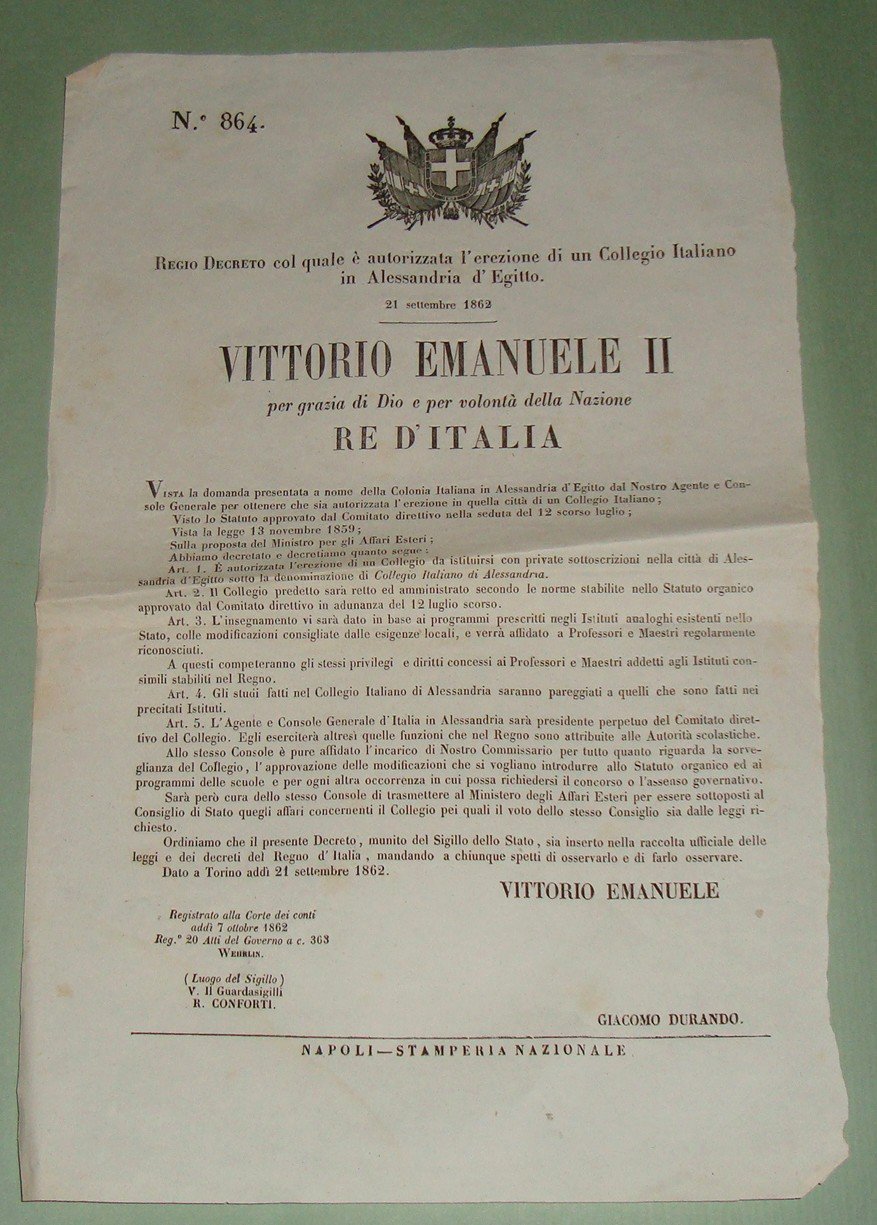 N.º 864.
REGIO DECRETO col quale è autorizzata l'erezione di un Collegio Italiano
in Alessandria d'Egitto.
21 settembre 1862
VITTORIO EMANUELE II
per grazia di Dio e per volontà della Nazione
RE D'ITALIA
VISTA la domanda presentata a nome della Colonia Italiana in Alessandria d'Egitto dal Nostro Agente e Con-
sole Generale per ottenere che sia autorizzata l'erezione in quella città di un Collegio Italiano;
Visto lo Statuto approvato dal Comitato direttivo nella seduta del 12 scorso luglio;
Vista la legge 13 novembre 1859;
Sulla proposta del Ministro per gli Affari Esteri;
Abbiamo decretato e decretiamo quanto segue:
Art. 1. È autorizzata l'erezione di un Collegio da istituirsi con private sottoscrizioni nella città di Ales-
sandria d'Egitto sotto la denominazione di Collegio Italiano di Alessandria.
Art. 2. Il Collegio predetto sarà retto ed amministrato secondo le norme stabilite nello Statuto organico
approvato dal Comitato direttivo in adunanza del 12 luglio scorso.
Art. 3. L'insegnamento vi sarà dato in base ai programmi prescritti negli Istituti analoghi esistenti nello
Stato, colle modificazioni consigliate dalle esigenze locali, e verrà affidato a Professori e Maestri regolarmente
riconosciuti.
A questi competeranno gli stessi privilegi e diritti concessi ai Professori e Maestri addetti agli Istituti con-
simili stabiliti nel Regno.
Art. 4. Gli studi fatti nel Collegio Italiano di Alessandria saranno pareggiati a quelli che sono fatti nei
precitati Istituti.
Art. 5. L'Agente e Console Generale d'Italia in Alessandria sarà presidente perpetuo del Comitato diret-
tivo del Collegio. Egli eserciterà altresì quelle funzioni che nel Regno sono attribuite alle Autorità scolastiche.
Allo stesso Console è pure affidato l'incarico di Nostro Commissario per tutto quanto riguarda la sorve-
glianza del Collegio, l'approvazione delle modificazioni che si vogliano introdurre allo Statuto organico ed ai
programmi delle scuole e per ogni altra occorrenza in cui possa richiedersi il concorso o l'assenso governativo.
Sarà però cura dello stesso Console di trasmettere al Ministero degli Affari Esteri per essere sottoposti al
Consiglio di Stato quegli affari concernenti il Collegio pei quali il voto dello stesso Consiglio sia dalle leggi ri-
chiesto.
Ordiniamo che il presente Decreto, munito del Sigillo dello Stato, sia inserto nella raccolta ufficiale delle
leggi e dei decreti del Regno d'Italia, mandando a chiunque spetti di osservarlo e di farlo osservare.
Dato a Torino addì 21 settembre 1862.
VITTORIO EMANUELE
Registrato alla Corte dei conti
addì 7 ottobre 1862
Reg.º 20 Atti del Governo a c. 363
WEHRLIN.
(Luogo del Sigillo)
V. Il Guardasigilli
R. CONFORTI.
GIACOMO DURANDO.
NAPOLI—STAMPERIA NAZIONALE